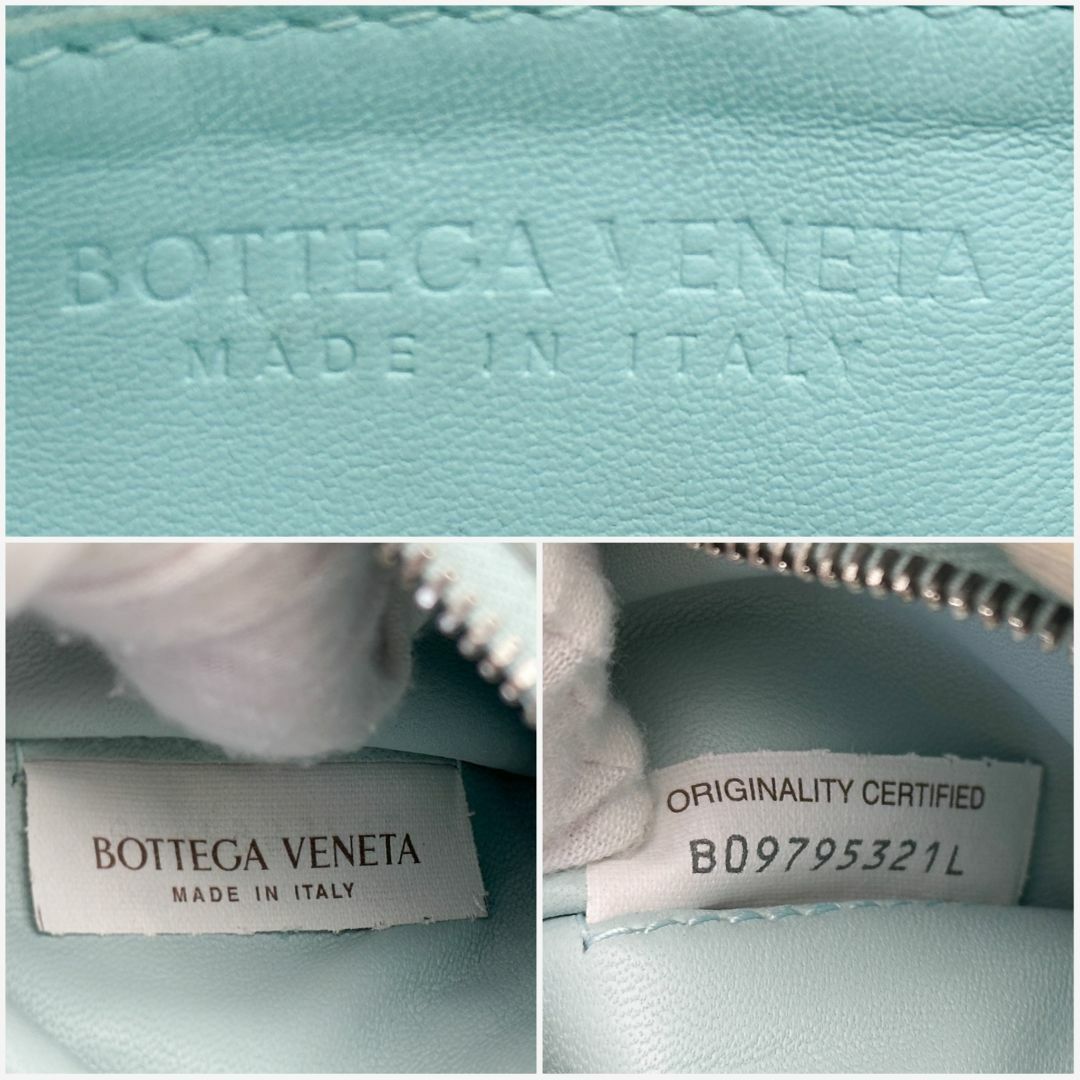 BOTTEGA VENETA
MADE IN ITALY
BOTTEGA VENETA
MADE IN ITALY
ORIGINALITY CERTIFIED
B09795321L